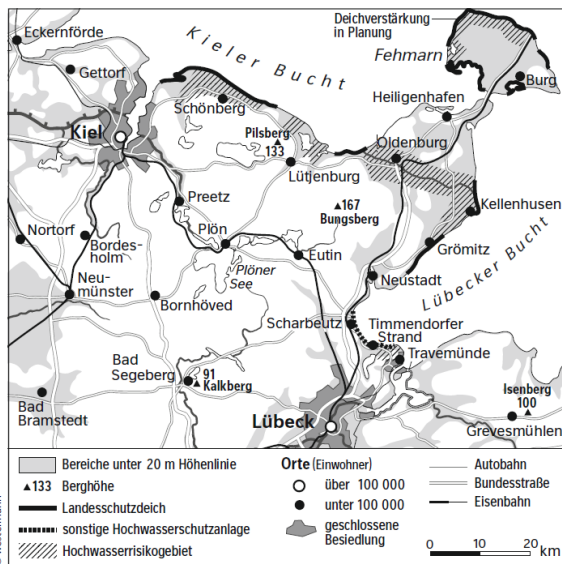 Eckernförde
Gettorf
Kieler Bucht
Deichverstärkung
in Planung
Fehmarn
Burg
Heiligenhafen
Schönberg
Kiel
Pilsberg
133
Oldenburg
Lütjenburg
Preetz
167
Bungsberg
Kellenhusen
Nortorf
Bordes-
holm
Plön
Plöner
See
Eutin
Grömitz
Lübecker Bucht
Neustadt
Neu-
münster
Bornhöved
Scharbeutz
Timmendorfer
Strand
Travemünde
Bad
Segeberg
91
Kalkberg
Bad
Bramstedt
Lübeck
Isenberg
100
Grevesmühlen
Bereiche unter 20 m Höhenlinie
133 Berghöhe
Landesschutzdeich
sonstige Hochwasserschutzanlage
Hochwasserrisikogebiet
Orte (Einwohner)
über 100 000
unter 100 000
geschlossene
Besiedlung
Autobahn
Bundesstraße
Eisenbahn
0 10 20
km